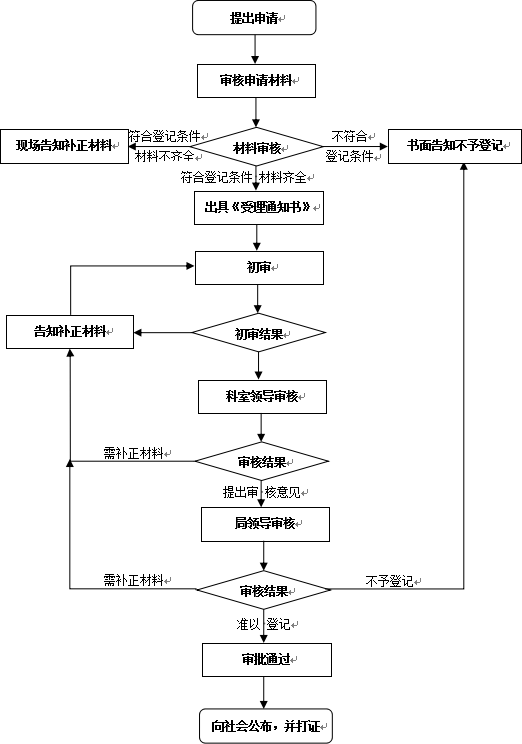 提出申请
审核申请材料
符合登记条件
不符合
现场告知补正材料
材料审核
书面告知不予登记
材料不齐全
登记条件
符合登记条件 材料齐全
出具《受理通知书》
初审
告知补正材料
初审结果
科室领导审核
需补正材料
审核结果
提出审 核意见
局领导审核
需补正材料
不予登记
审核结果
准以 登记
审批通过
向社会公布，并打证